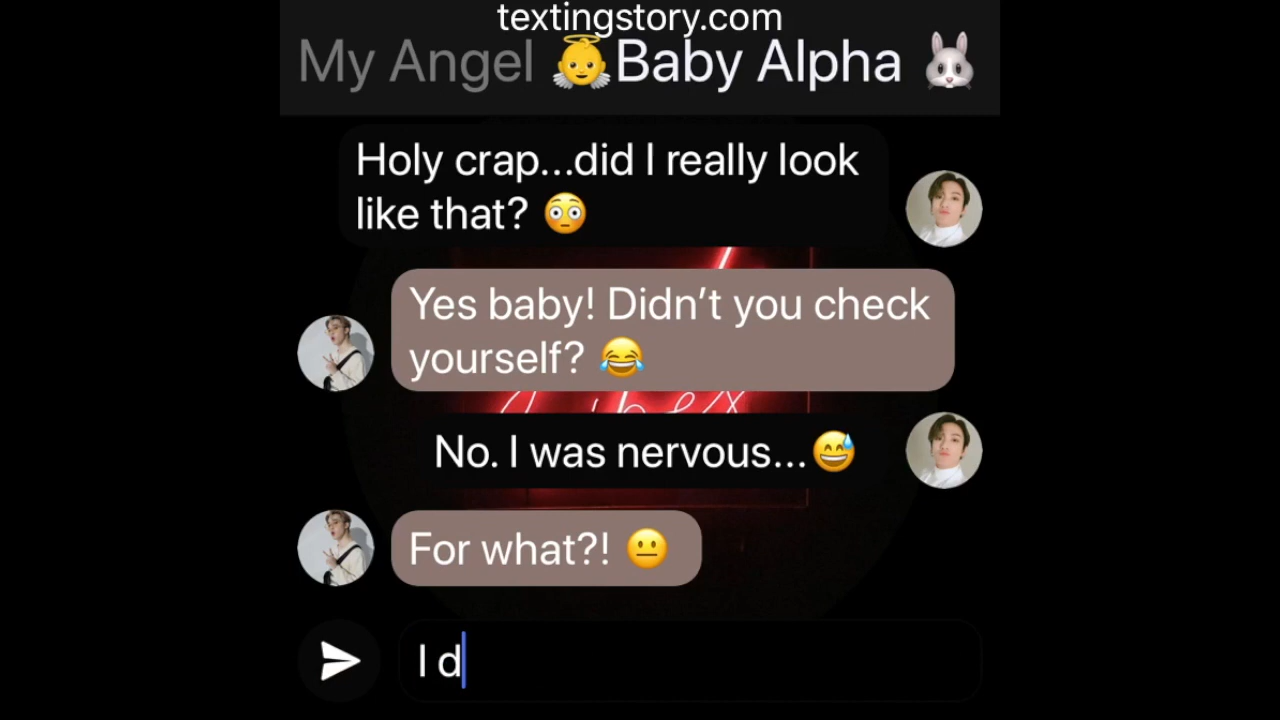 textingstory.com
My Angel 👼Baby Alpha 🐰
Holy crap...did I really look
like that? 😳
Yes baby! Didn’t you check
yourself? 😂
No. I was nervous...😅
For what?! 😐
I d